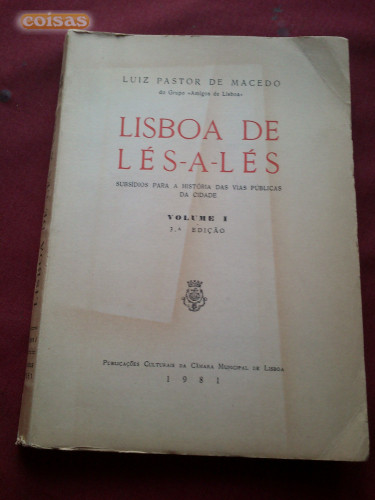 coisas
LUIZ PASTOR DE MACEDO
do Grupo «Amigos de Lisboa»
LISBOA DE
LÉS-A-LÉS
SUBSÍDIOS PARA A HISTÓRIA DAS VIAS PÚBLICAS
DA CIDADE
VOLUME I
3.ª EDIÇÃO
PUBLICAÇÕES CULTURAIS DA CÂMARA MUNICIPAL DE LISBOA
1981